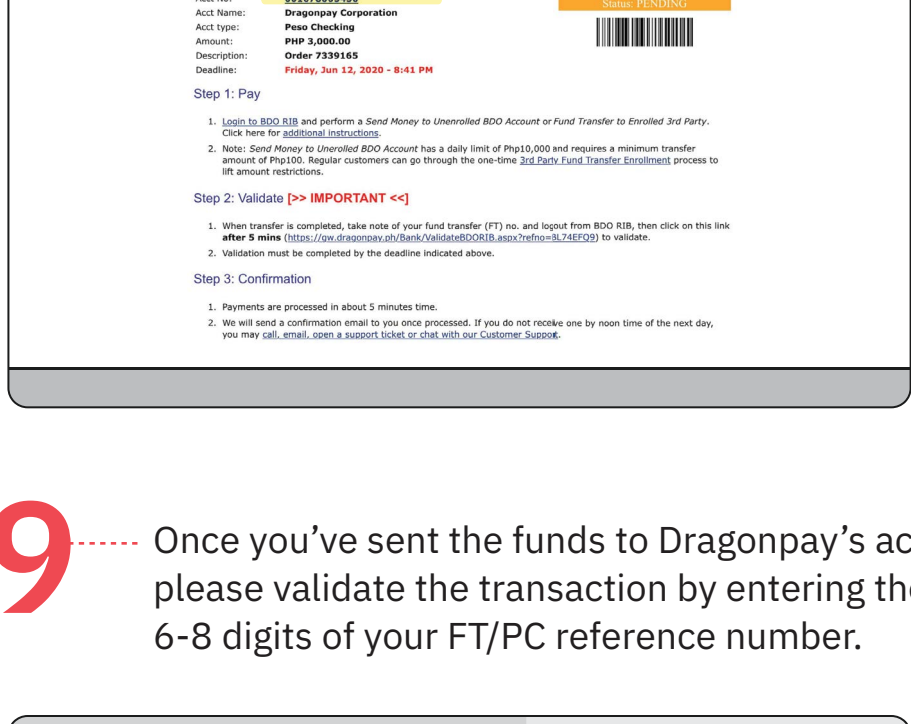 Status: PENDING
Acct Name: Dragonpay Corporation
Acct type: Peso Checking
Amount: PHP 3,000.00
Description: Order 7339165
Deadline: Friday, Jun 12, 2020 - 8:41 PM
Step 1: Pay
1. Login to BDO RIB and perform a Send Money to Unenrolled BDO Account or Fund Transfer to Enrolled 3rd Party.
Click here for additional instructions.
2. Note: Send Money to Unerolled BDO Account has a daily limit of Php10,000 and requires a minimum transfer
amount of Php100. Regular customers can go through the one-time 3rd Party Fund Transfer Enrollment process to
lift amount restrictions.
Step 2: Validate [>> IMPORTANT <<]
1. When transfer is completed, take note of your fund transfer (FT) no. and logout from BDO RIB, then click on this link
after 5 mins (https://gw.dragonpay.ph/Bank/ValidateBDORIB.aspx?refno=BL74EFQ9) to validate.
2. Validation must be completed by the deadline indicated above.
Step 3: Confirmation
1. Payments are processed in about 5 minutes time.
2. We will send a confirmation email to you once processed. If you do not receive one by noon time of the next day,
you may call, email, open a support ticket or chat with our Customer Support.
9
Once you've sent the funds to Dragonpay's
please validate the transaction by entering the
6-8 digits of your FT/PC reference number.